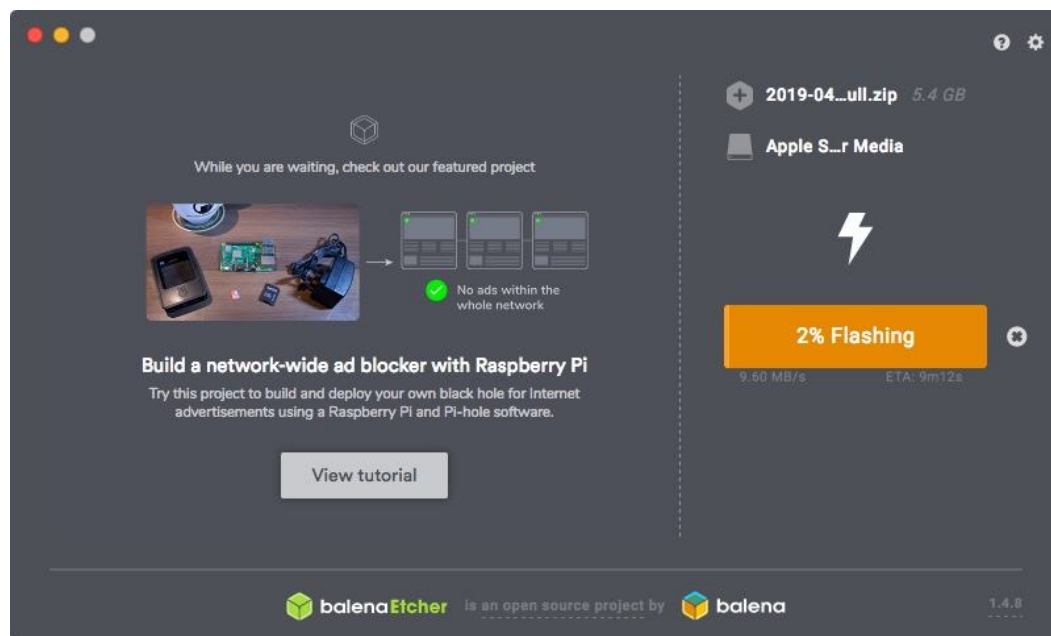 While you are waiting, check out our featured project
No ads within the
whole network
Build a network-wide ad blocker with Raspberry Pi
Try this project to build and deploy your own black hole for Internet
advertisements using a Raspberry Pi and Pi-hole software.
View tutorial
2019-04...ull.zip 5.4 GB
Apple S...r Media
2% Flashing
9.60 MB/s ETA: 9m12s
balenaEtcher is an open source project by balena
1.4.8